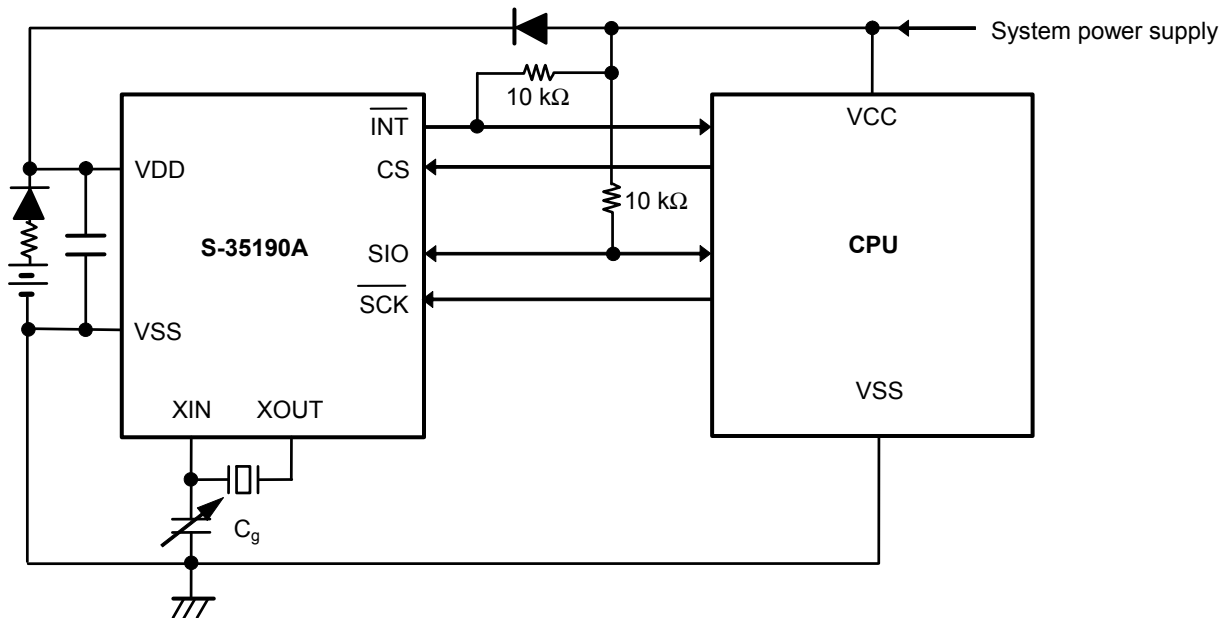 System power supply
10 kΩ
INT
VCC
VDD
CS
10 kΩ
S-35190A
SIO
CPU
SCK
VSS
VSS
XIN
XOUT
Cg